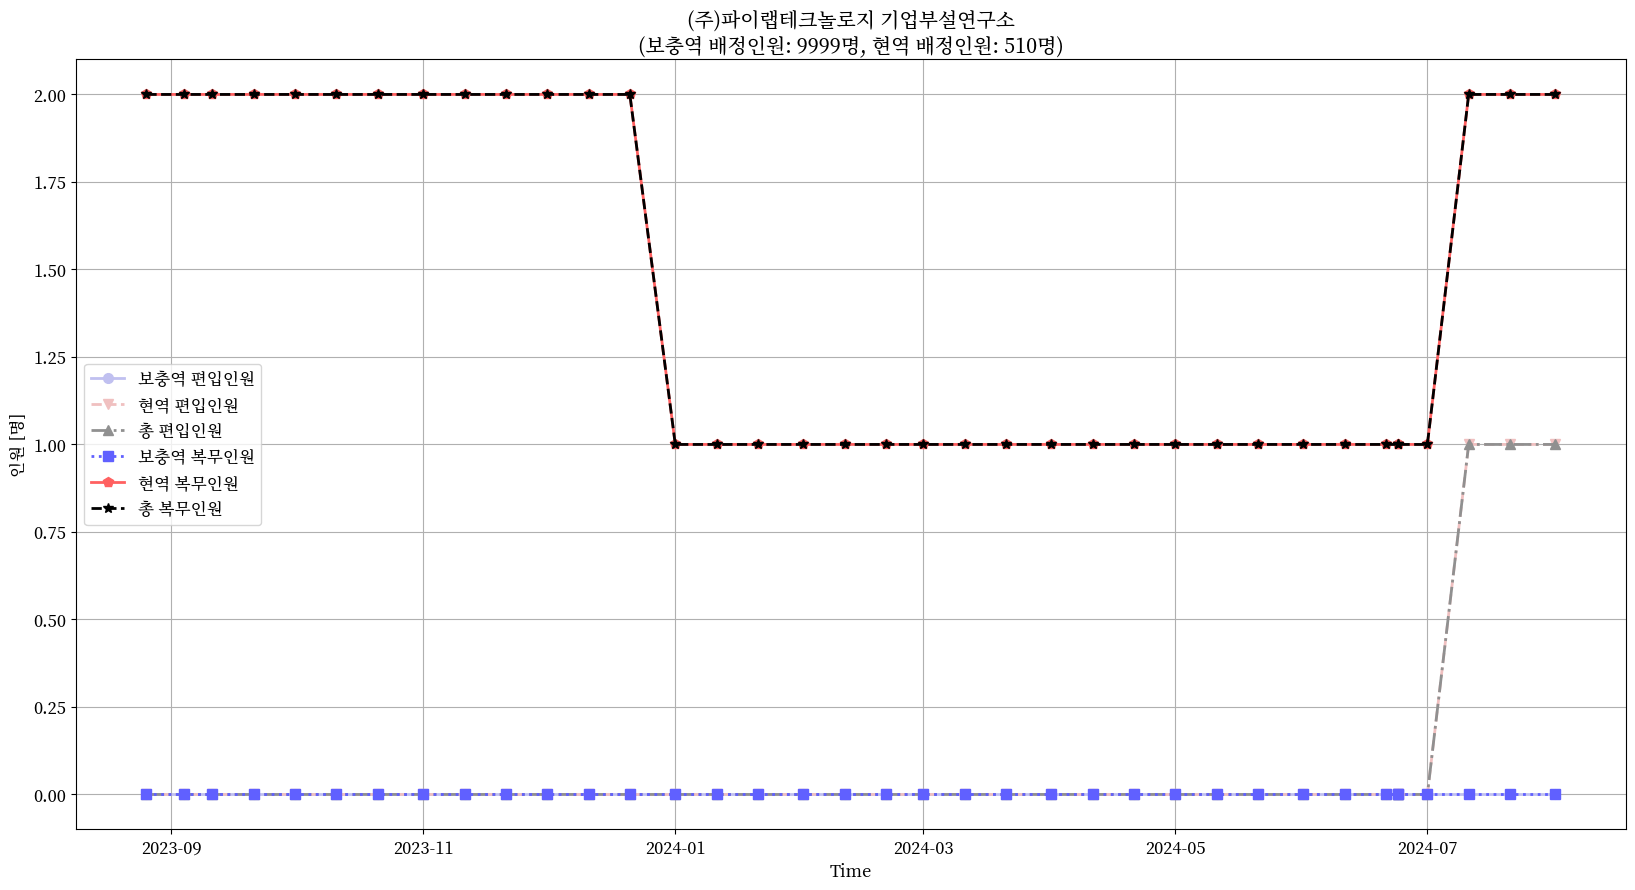 (주)파이랩테크놀로지 기업부설연구소
(보충역 배정인원: 9999명, 현역 배정인원: 510명)
인원 [명]
2.00
1.75
1.50
1.25
1.00
0.75
0.50
0.25
0.00
보충역 편입인원
현역 편입인원
총 편입인원
보충역 복무인원
현역 복무인원
총 복무인원
2023-09
2023-11
2024-01
2024-03
2024-05
2024-07
Time